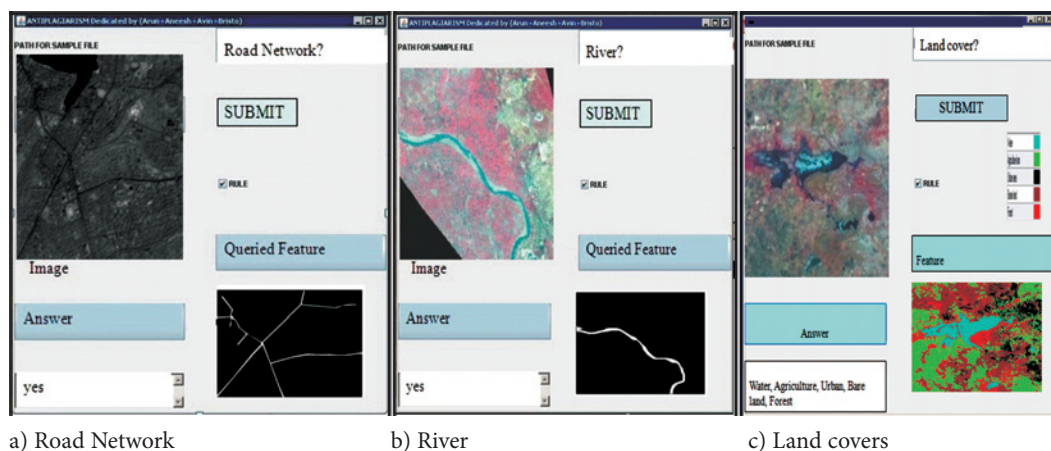 ANTIPLAGIARISM Dedicated by (Arun+Aneesh+Avin+Bristo)
PATH FOR SAMPLE FILE
Road Network?
SUBMIT
RULE
Queried Feature
Image
Answer
yes
a) Road Network
ANTIPLAGIARISM Dedicated by (Arun+Aneesh+Avin+Bristo)
PATH FOR SAMPLE FILE
River?
SUBMIT
RULE
Queried Feature
Image
Answer
yes
b) River
PATH FOR SAMPLE FILE
Land cover?
SUBMIT
RULE
Feature
Answer
Water, Agriculture, Urban, Bare
land, Forest
c) Land covers